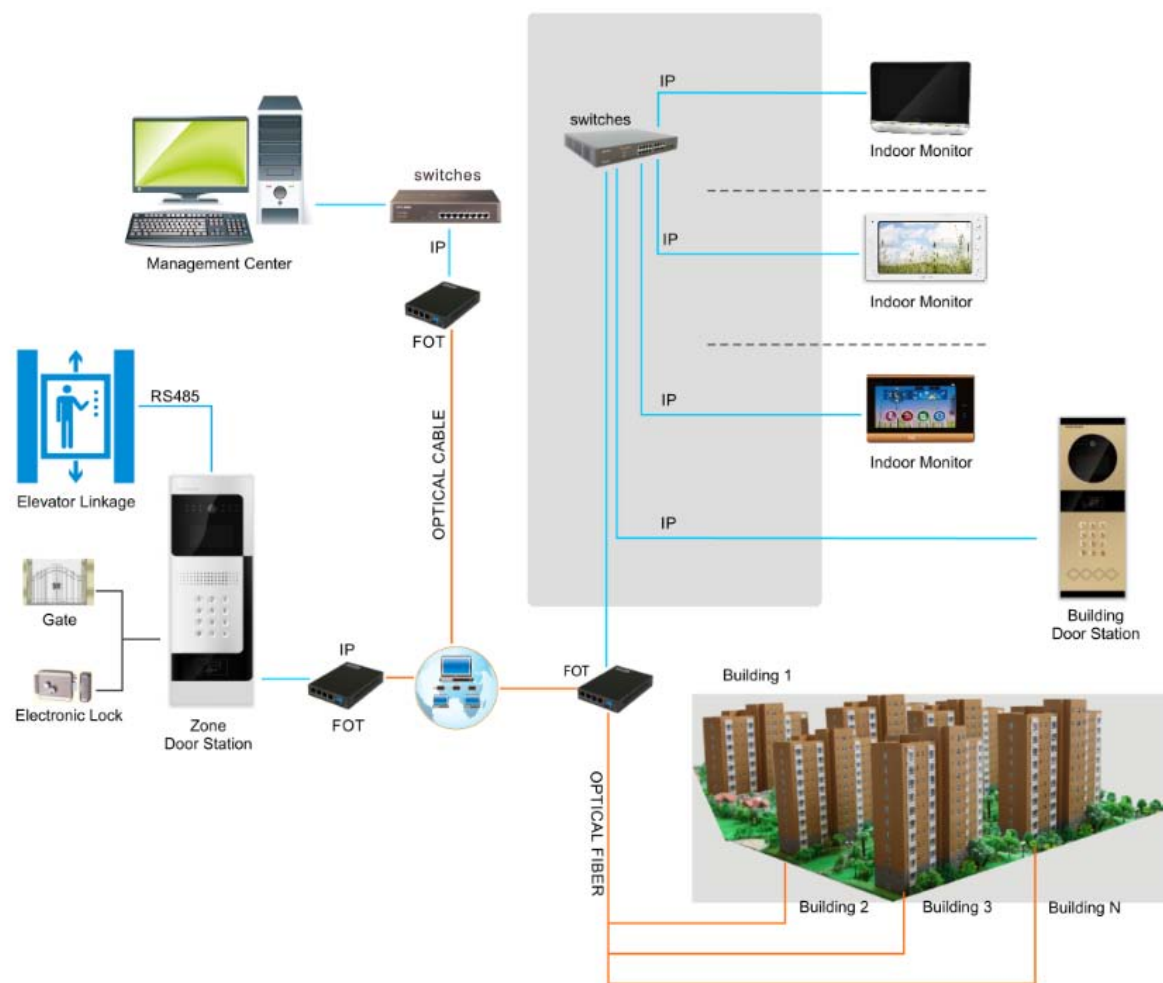 IP
switches
Indoor Monitor
switches
IP
Management Center
IP
Indoor Monitor
FOT
RS485
Elevator Linkage
OPTICAL CABLE
IP
Indoor Monitor
IP
Gate
Electronic Lock
Zone
Door Station
IP
FOT
FOT
Building
Door Station
Building 1
OPTICAL FIBER
Building 2
Building 3
Building N